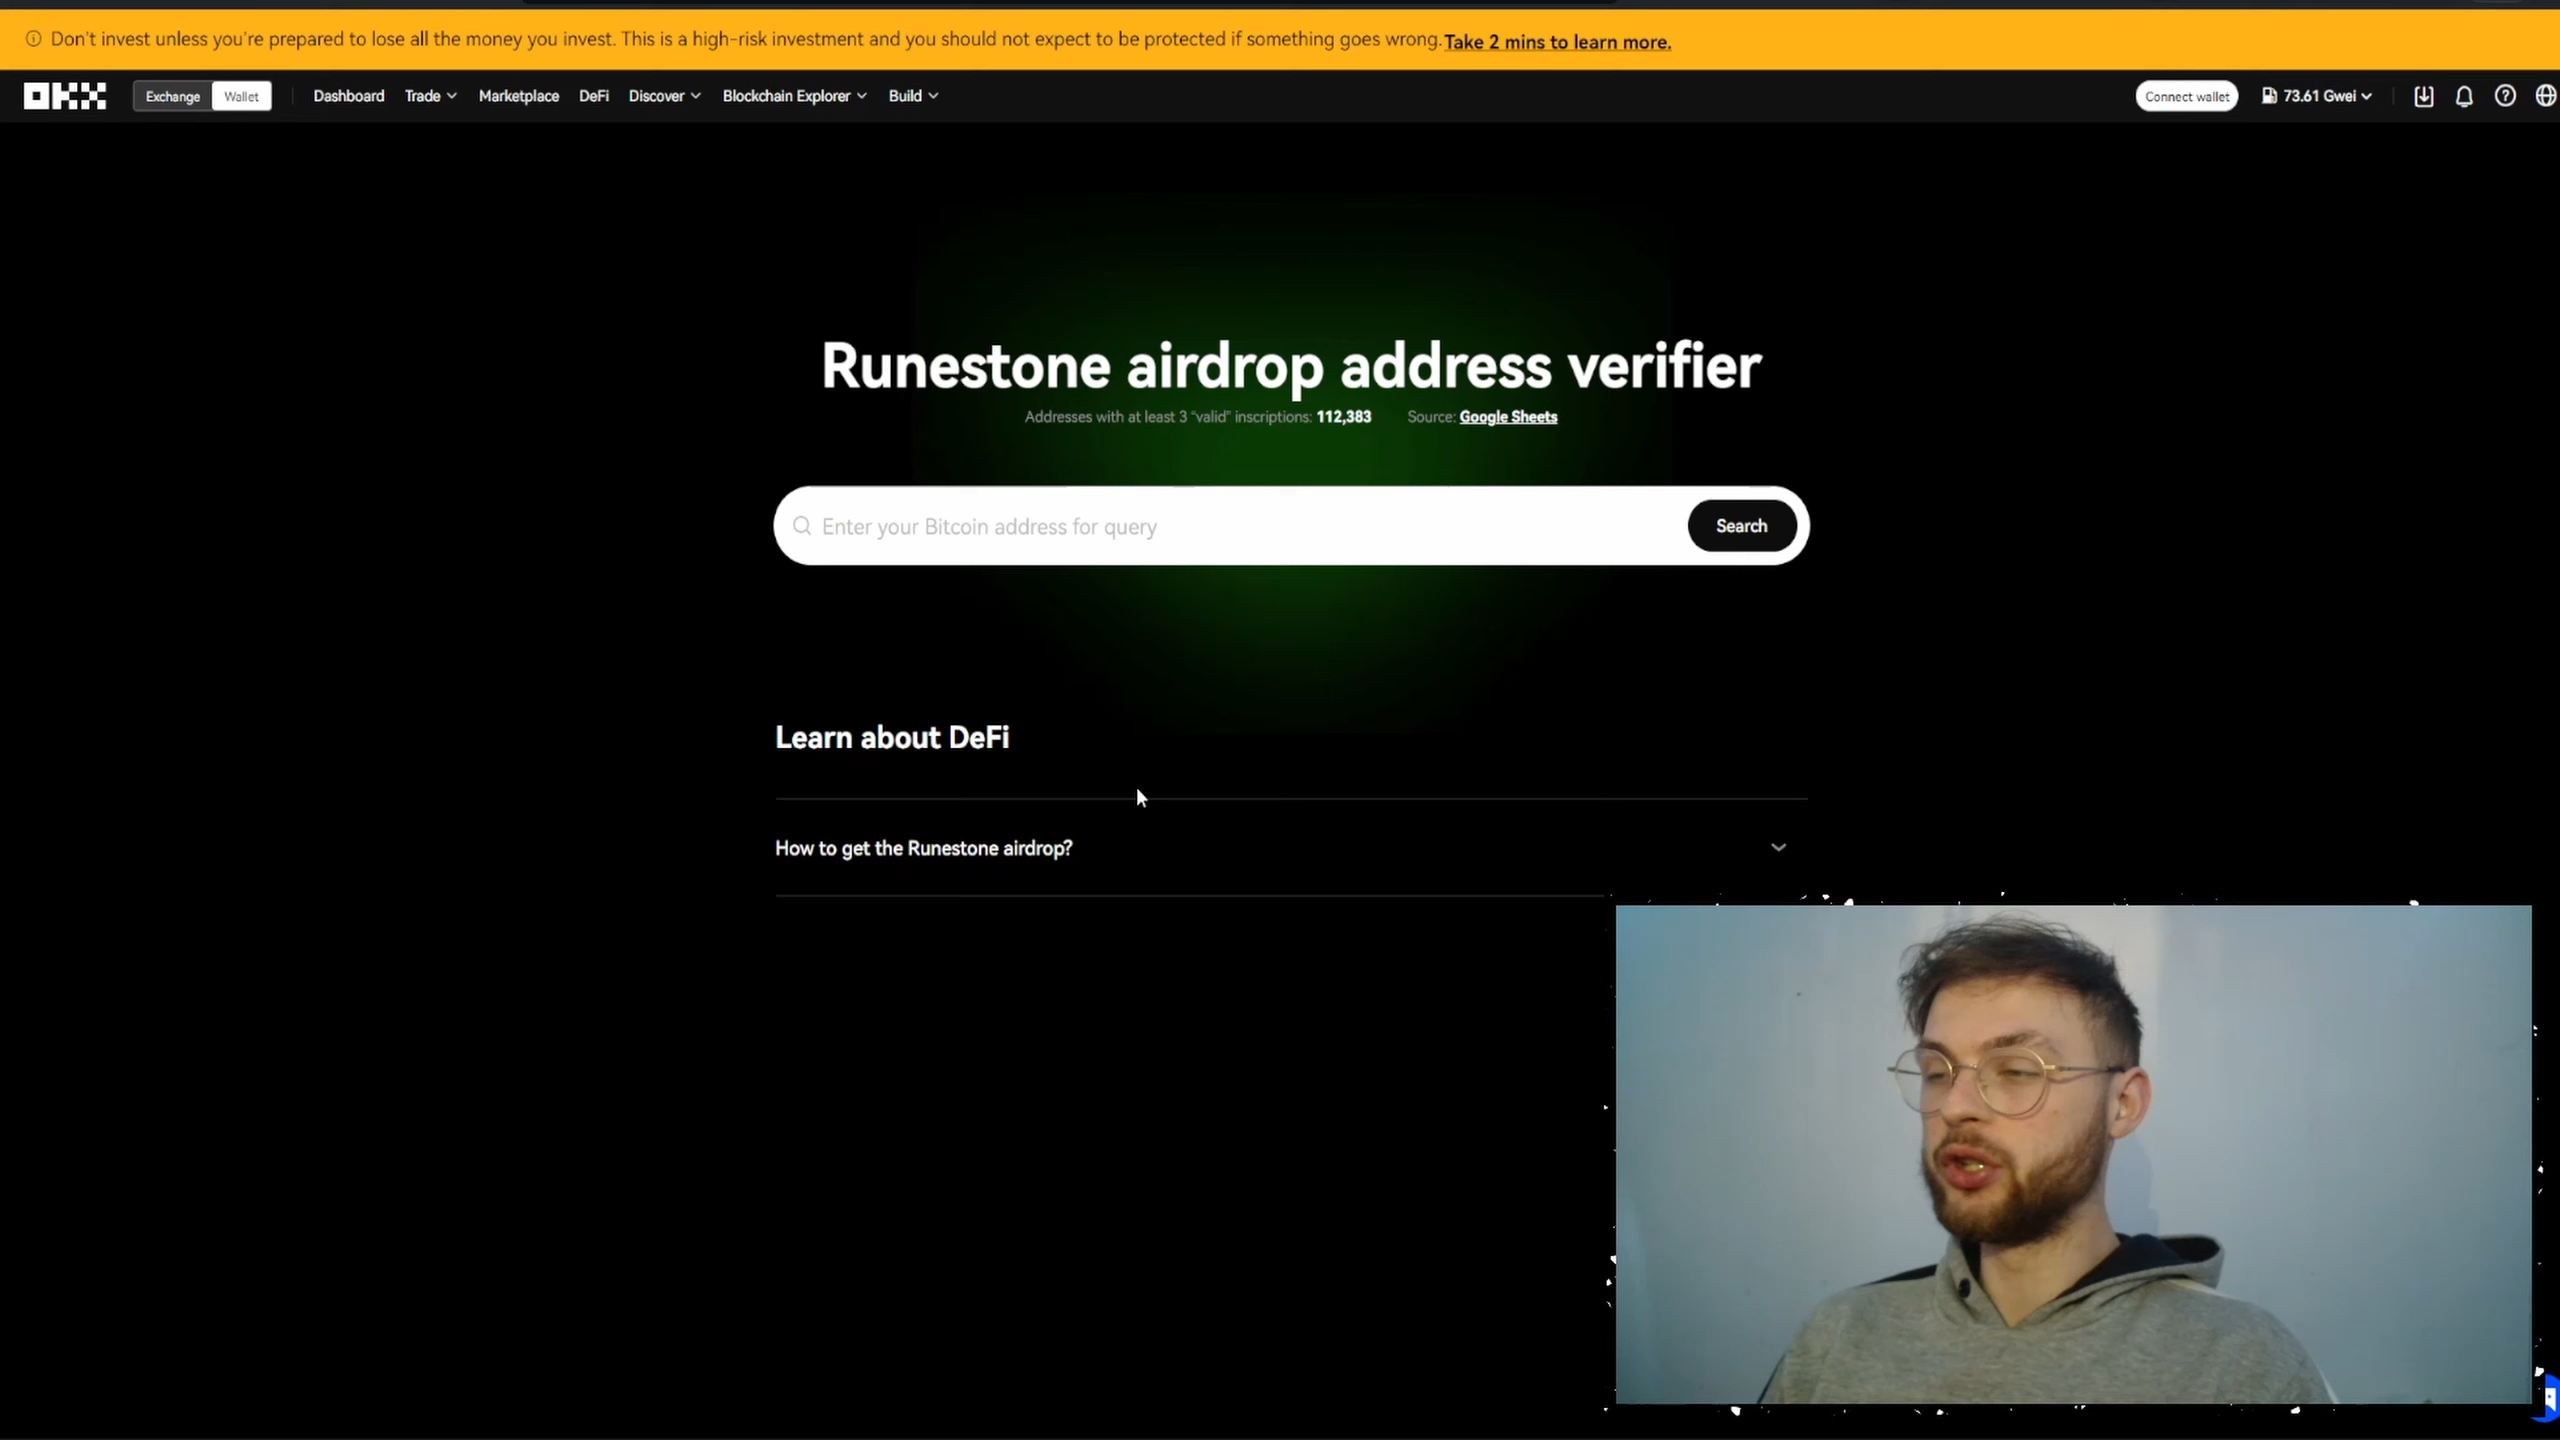 Don't invest unless you're prepared to lose all the money you invest. This is a high-risk investment and you should not expect to be protected if something goes wrong. Take 2 mins to learn more.
OKX Exchange Wallet Dashboard Trade Marketplace DeFi Discover Blockchain Explorer Build Connect wallet 73.61 Gwei
Runestone airdrop address verifier
Addresses with at least 3 “valid” inscriptions: 112,383 Source: Google Sheets
Enter your Bitcoin address for query Search
Learn about DeFi
How to get the Runestone airdrop?